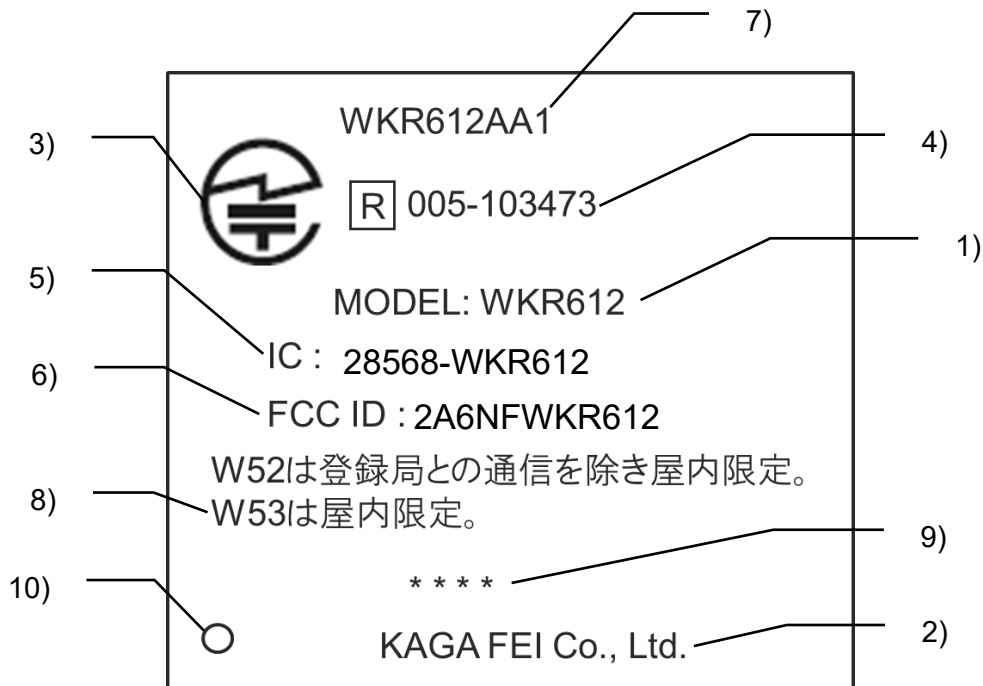 7)
WKR612AA1
3)
4)
R 005-103473
1)
5)
MODEL: WKR612
IC : 28568-WKR612
6)
FCC ID : 2A6NFWKR612
W52は登録局との通信を除き屋内限定。
8)
W53は屋内限定。
9)
10)
* * * *
2)
KAGA FEI Co., Ltd.